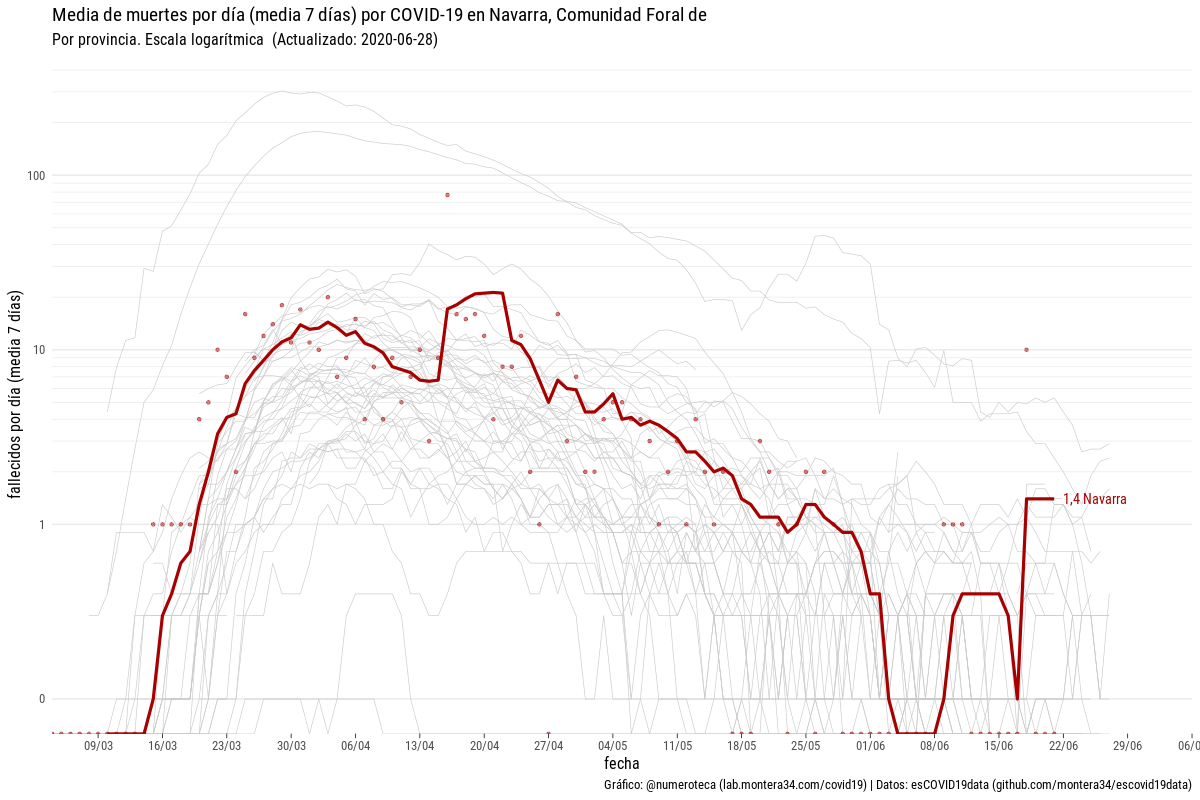 Media de muertes por día (media 7 días) por COVID-19 en Navarra, Comunidad Foral de
Por provincia. Escala logarítmica (Actualizado: 2020-06-28)
fallecidos por día (media 7 días)
100
10
1
0
1,4 Navarra
09/03 16/03 23/03 30/03 06/04 13/04 20/04 27/04 04/05 11/05 18/05 25/05 01/06 08/06 15/06 22/06 29/06 06/0
fecha
Gráfico: @numeroteca (lab.montera34.com/covid19) | Datos: esCOVID19data (github.com/montera34/escovid19data)